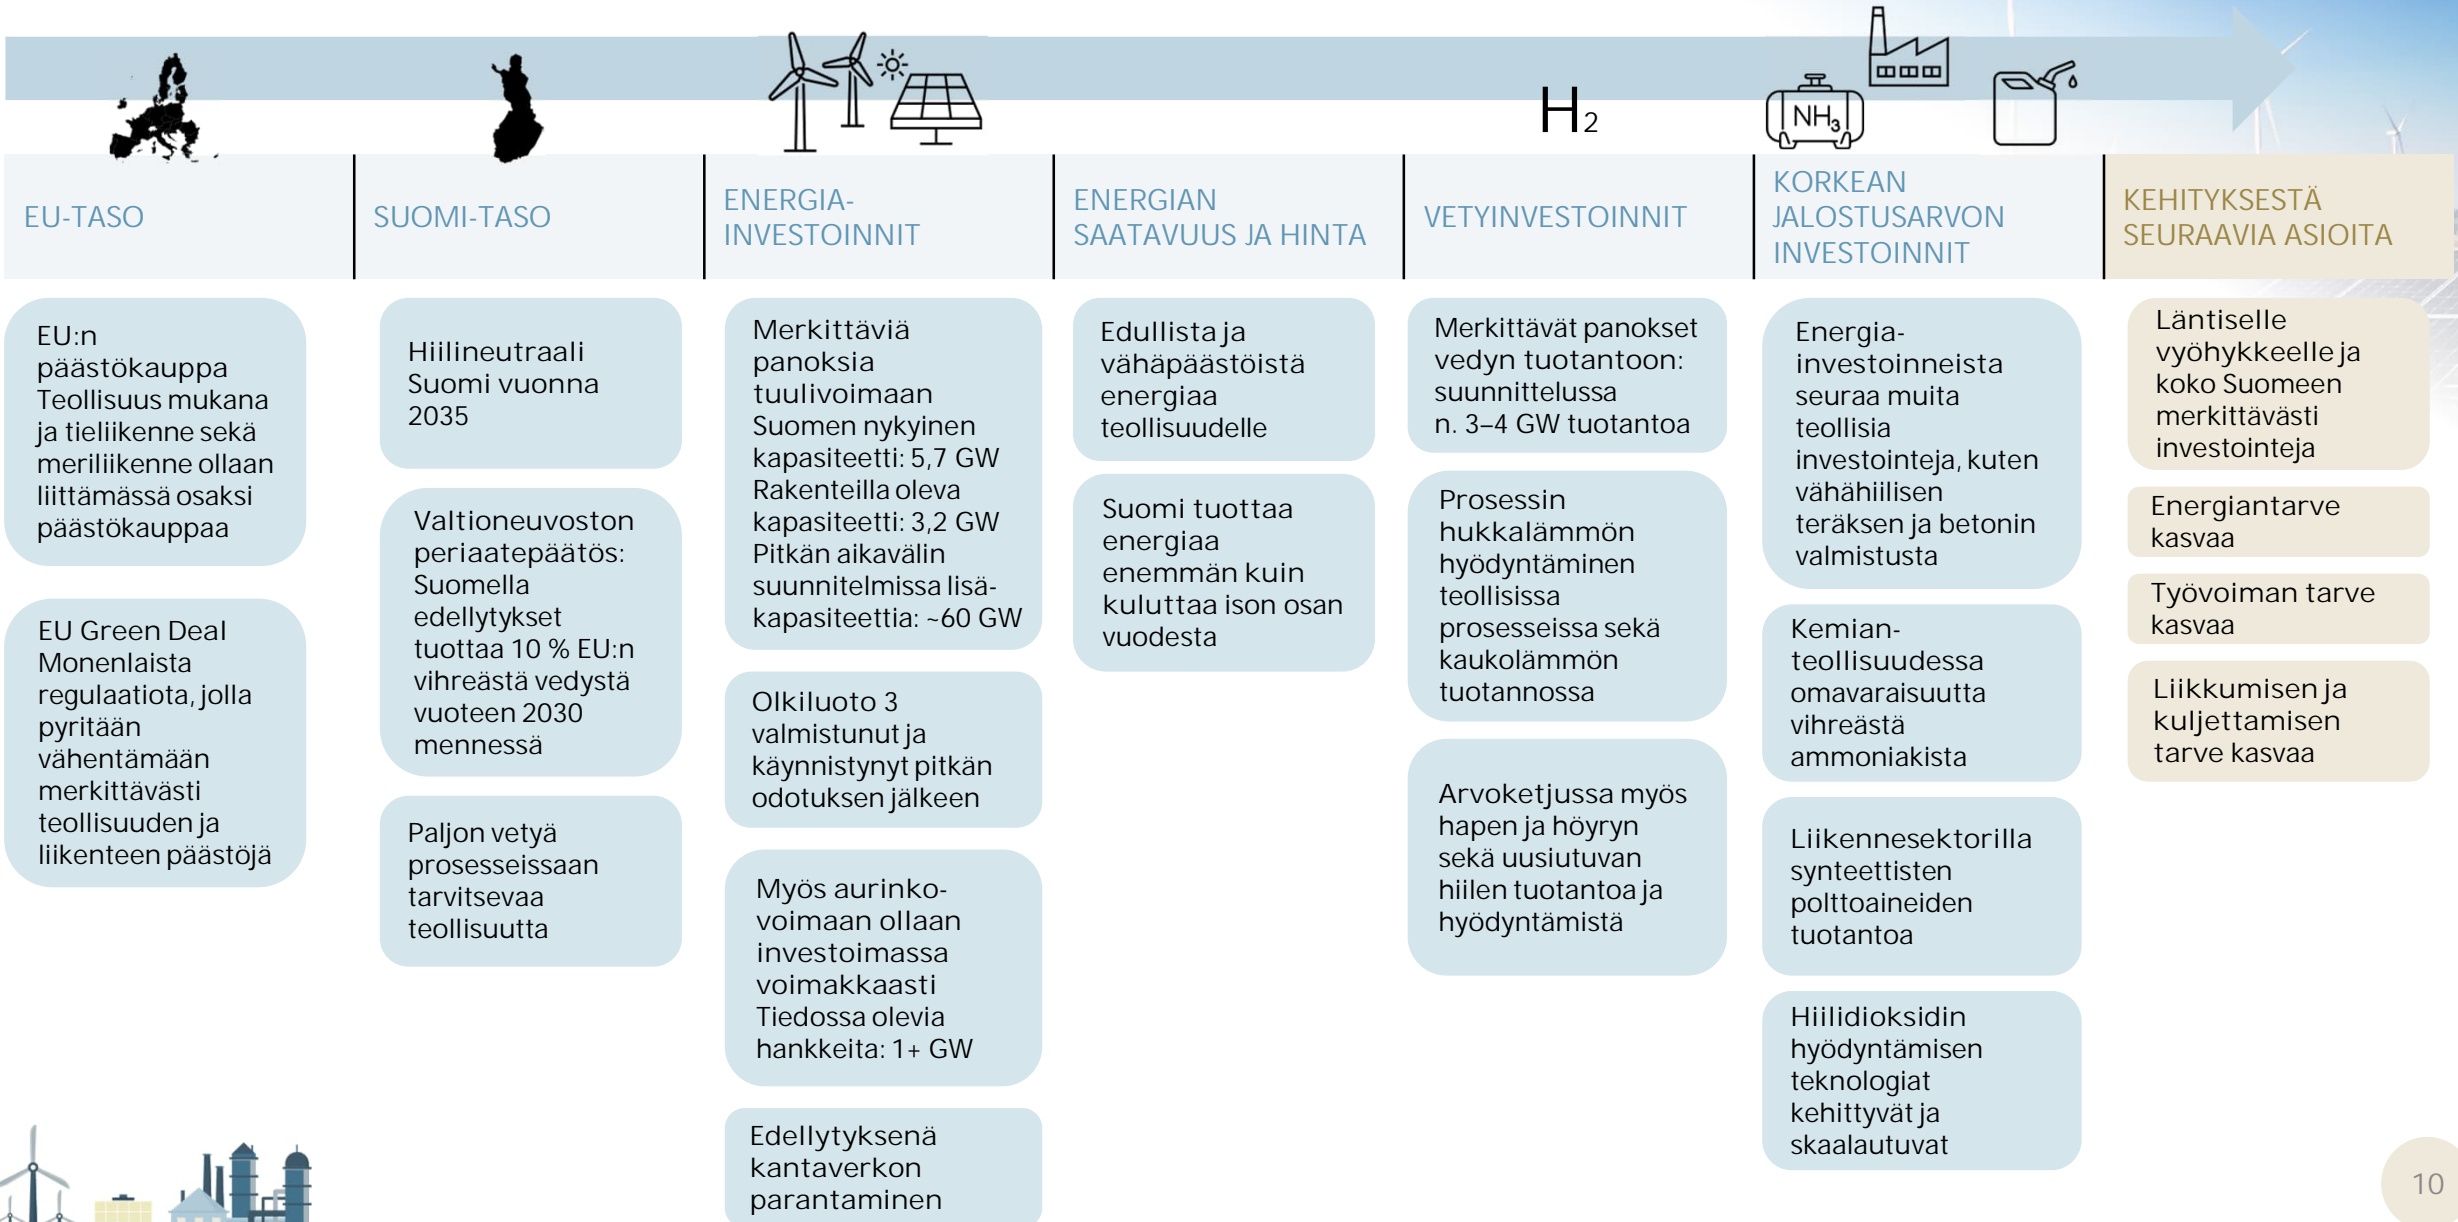 H2
NH3
EU-TASO
SUOMI-TASO
ENERGIA-
INVESTOINNIT
ENERGIAN
SAATAVUUS JA HINTA
VETYINVESTOINNIT
KORKEAN
JALOSTUSARVON
INVESTOINNIT
KEHITYKSESTÄ
SEURAAVIA ASIOITA
EU:n
päästökauppa
Teollisuus mukana
ja tieliikenne sekä
meriliikenne ollaan
liittämässä osaksi
päästökauppaa
EU Green Deal
Monenlaista
regulaatiota, jolla
pyritään
vähentämään
merkittävästi
teollisuuden ja
liikenteen päästöjä
Hiilineutraali
Suomi vuonna
2035
Valtioneuvoston
periaatepäätös:
Suomella
edellytykset
tuottaa 10 % EU:n
vihreästä vedystä
vuoteen 2030
mennessä
Paljon vetyä
prosesseissaan
tarvitsevaa
teollisuutta
Merkittäviä
panoksia
tuulivoimaan
Suomen nykyinen
kapasiteetti: 5,7 GW
Rakenteilla oleva
kapasiteetti: 3,2 GW
Pitkän aikavälin
suunnitelmissa lisä-
kapasiteettia: ~60 GW
Olkiluoto 3
valmistunut ja
käynnistynyt pitkän
odotuksen jälkeen
Myös aurinko-
voimaan ollaan
investoimassa
voimakkaasti
Tiedossa olevia
hankkeita: 1+ GW
Edellytyksenä
kantaverkon
parantaminen
Edullista ja
vähäpäästöistä
energiaa
teollisuudelle
Suomi tuottaa
energiaa
enemmän kuin
kuluttaa ison osan
vuodesta
Merkittävät panokset
vedyn tuotantoon:
suunnittelussa
n. 3–4 GW tuotantoa
Prosessin
hukkalämmön
hyödyntäminen
teollisissa
prosesseissa sekä
kaukolämmön
tuotannossa
Arvoketjussa myös
hapen ja höyryn
sekä uusiutuvan
hiilen tuotantoa ja
hyödyntämistä
Energia-
investoinneista
seuraa muita
teollisia
investointeja, kuten
vähähiilisen
teräksen ja betonin
valmistusta
Kemian-
teollisuudessa
omavaraisuutta
vihreästä
ammoniakista
Liikennesektorilla
synteettisten
polttoaineiden
tuotantoa
Hiilidioksidin
hyödyntämisen
teknologiat
kehittyvät ja
skaalautuvat
Läntiselle
vyöhykkeelle ja
koko Suomeen
merkittävästi
investointeja
Energiantarve
kasvaa
Työvoiman tarve
kasvaa
Liikkumisen ja
kuljettamisen
tarve kasvaa
10